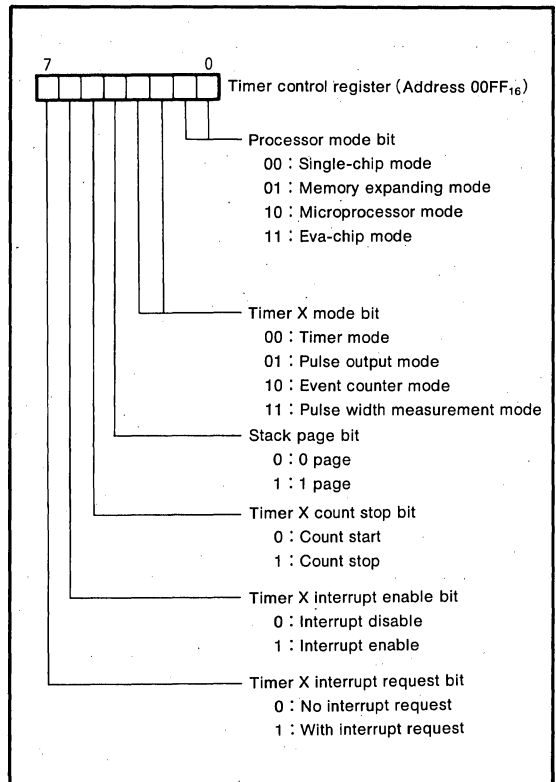 7 0
Timer control register (Address 00FF₁₆)
Processor mode bit
00 : Single-chip mode
01 : Memory expanding mode
10 : Microprocessor mode
11 : Eva-chip mode
Timer X mode bit
00 : Timer mode
01 : Pulse output mode
10 : Event counter mode
11 : Pulse width measurement mode
Stack page bit
0 : 0 page
1 : 1 page
Timer X count stop bit
0 : Count start
1 : Count stop
Timer X interrupt enable bit
0 : Interrupt disable
1 : Interrupt enable
Timer X interrupt request bit
0 : No interrupt request
1 : With interrupt request